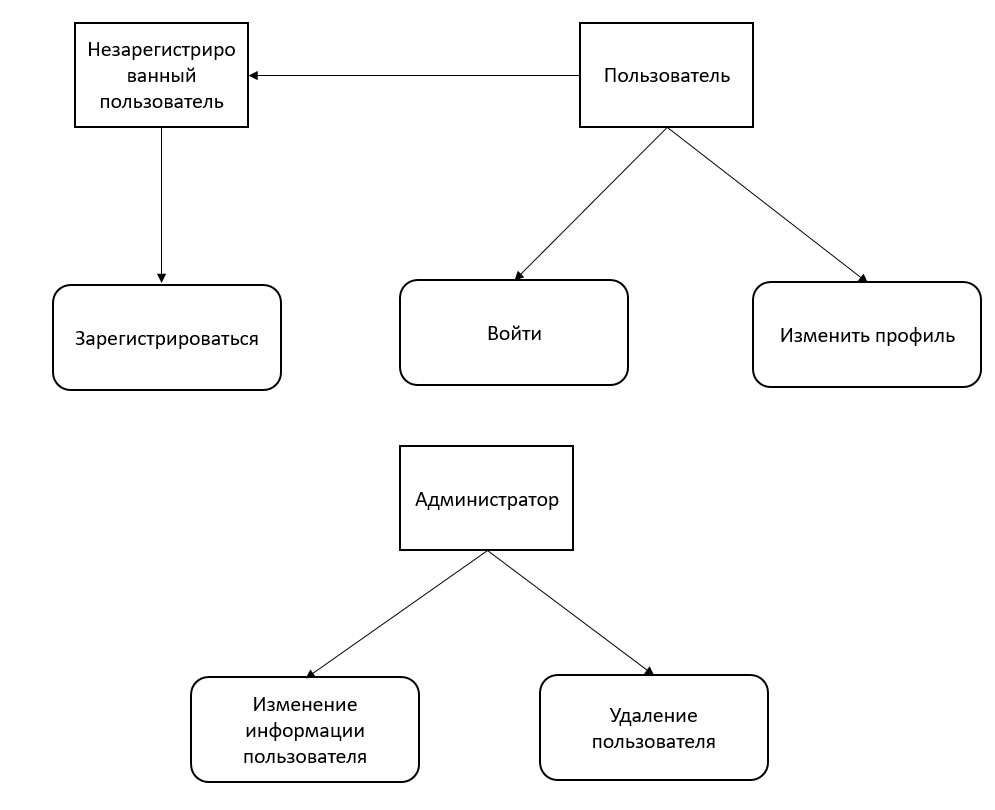 Незарегистриро
ванный
пользователь
Пользователь
Зарегистрироваться
Войти
Изменить профиль
Администратор
Изменение
информации
пользователя
Удаление
пользователя